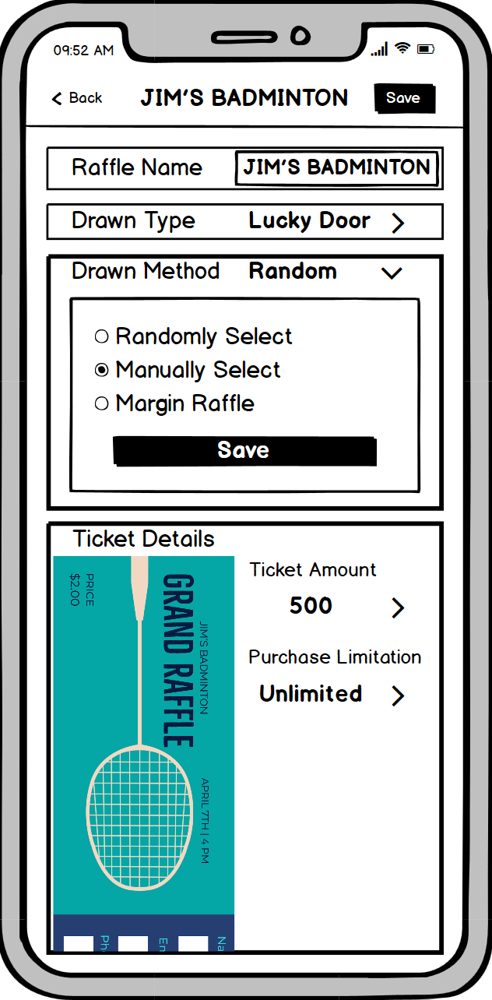 09:52 AM
Back
JIM'S BADMINTON
Save
Raffle Name
JIM'S BADMINTON
Drawn Type
Lucky Door
Drawn Method
Random
Randomly Select
Manually Select
Margin Raffle
Save
Ticket Details
PRICE
$2.00
JIM'S BADMINTON
GRAND RAFFLE
APRIL 7TH | 4 PM
Na
En
Ph
Ticket Amount
500
Purchase Limitation
Unlimited